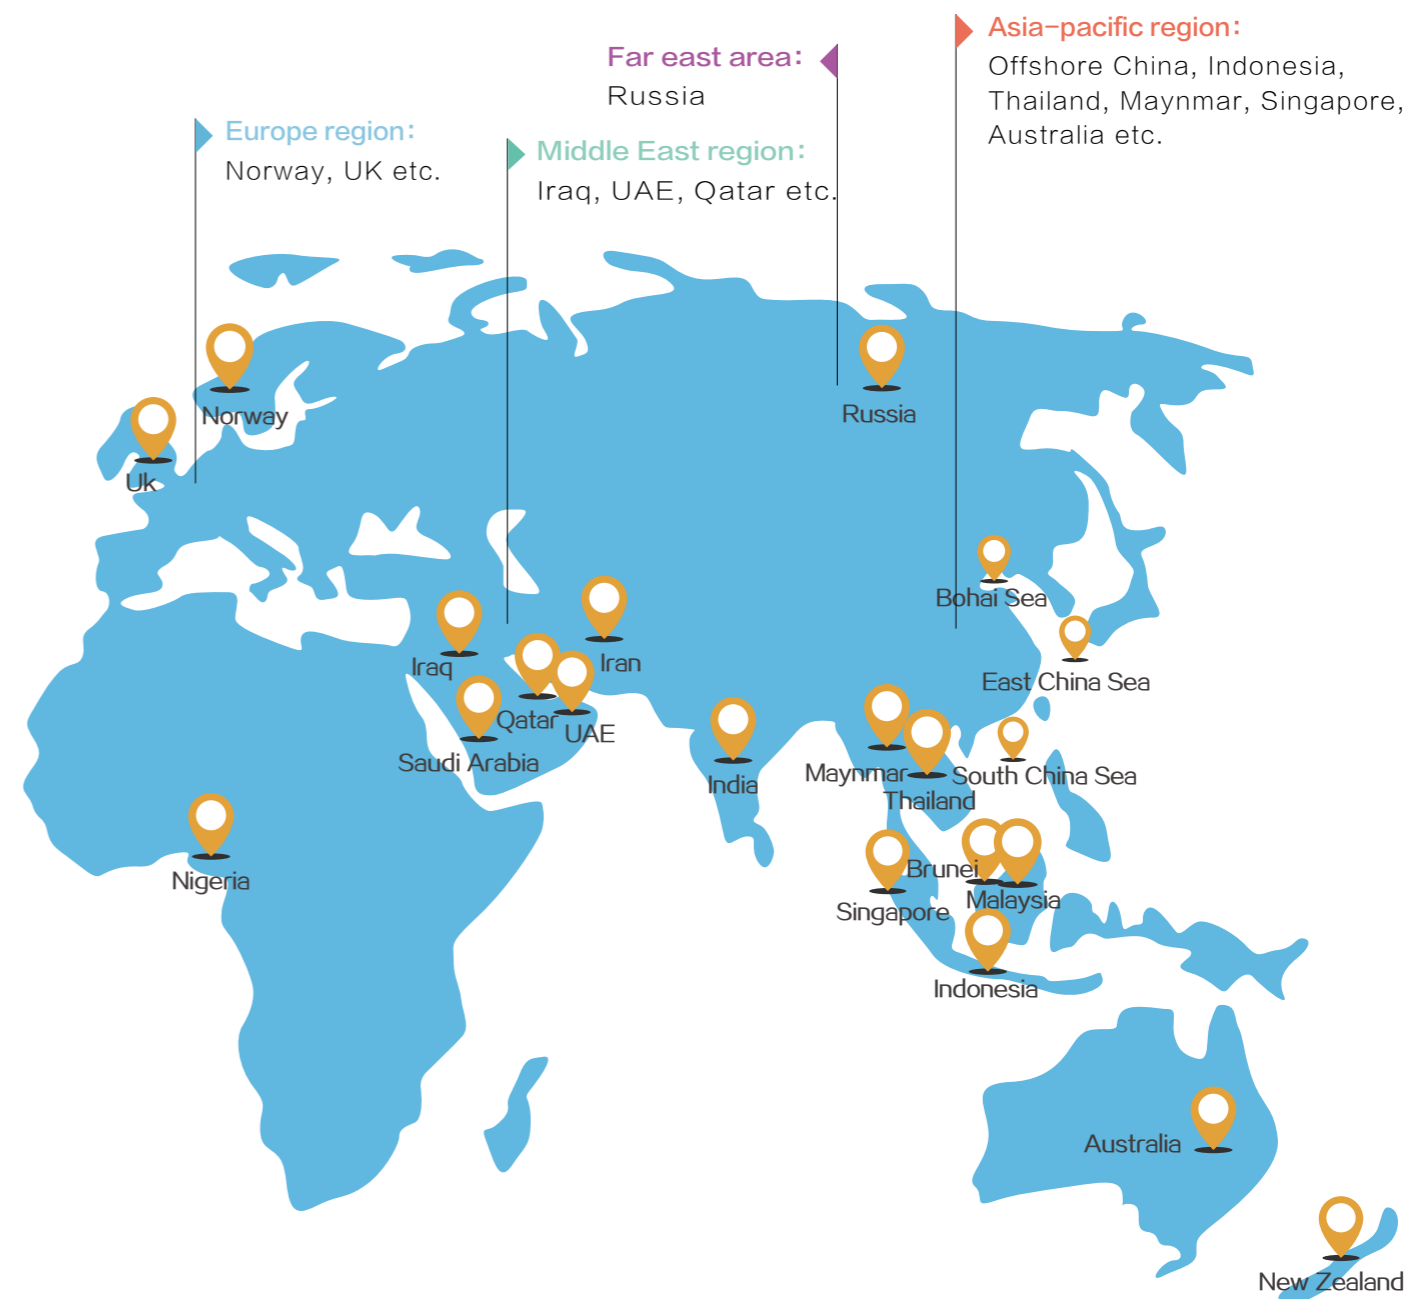 Asia-pacific region:
Offshore China, Indonesia,
Thailand, Maynmar, Singapore,
Australia etc.
Far east area:
Russia
Europe region:
Norway, UK etc.
Middle East region:
Iraq, UAE, Qatar etc.
Norway
Russia
Uk
Bohai Sea
Iraq
Iran
East China Sea
Qatar
UAE
Saudi Arabia
India
Maynmar
South China Sea
Thailand
Nigeria
Brunei
Malaysia
Singapore
Indonesia
Australia
New Zealand